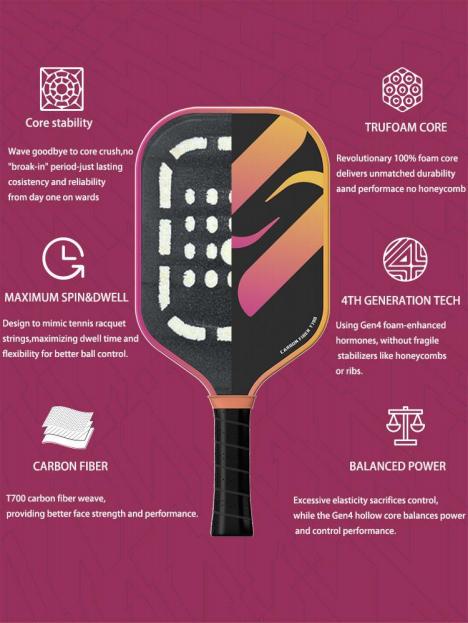 Core stability
Wave goodbye to core crush,no
"broak-in" period-just lasting
cosistency and reliability
from day one on wards
TRUFOAM CORE
Revolutionary 100% foam core
delivers unmatched durability
aand performace no honeycomb
MAXIMUM SPIN&DWELL
Design to mimic tennis racquet
strings,maximizing dwell time and
flexibility for better ball control.
4TH GENERATION TECH
Using Gen4 foam-enhanced
hormones, without fragile
stabilizers like honeycombs
or ribs.
CARBON FIBER T700
CARBON FIBER
T700 carbon fiber weave,
providing better face strength and performance.
BALANCED POWER
Excessive elasticity sacrifices control,
while the Gen4 hollow core balances power
and control performance.